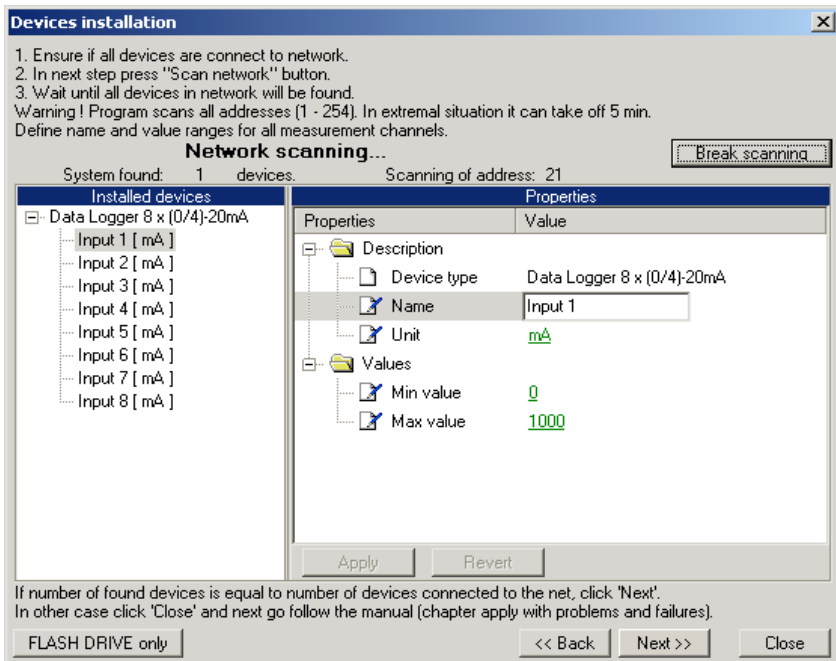 Devices installation
1. Ensure if all devices are connect to network.
2. In next step press "Scan network" button.
3. Wait until all devices in network will be found.
Warning ! Program scans all addresses (1 - 254). In extremal situation it can take off 5 min.
Define name and value ranges for all measurement channels.
Network scanning...
Break scanning
System found: 1 devices. Scanning of address: 21
Installed devices
Data Logger 8 x (0/4)-20mA
Input 1 [ mA ]
Input 2 [ mA ]
Input 3 [ mA ]
Input 4 [ mA ]
Input 5 [ mA ]
Input 6 [ mA ]
Input 7 [ mA ]
Input 8 [ mA ]
Properties
Properties Value
Description
Device type Data Logger 8 x (0/4)-20mA
Name Input 1
Unit mA
Values
Min value 0
Max value 1000
Apply Revert
If number of found devices is equal to number of devices connected to the net, click 'Next'.
In other case click 'Close' and next go follow the manual (chapter apply with problems and failures).
FLASH DRIVE only << Back Next >> Close